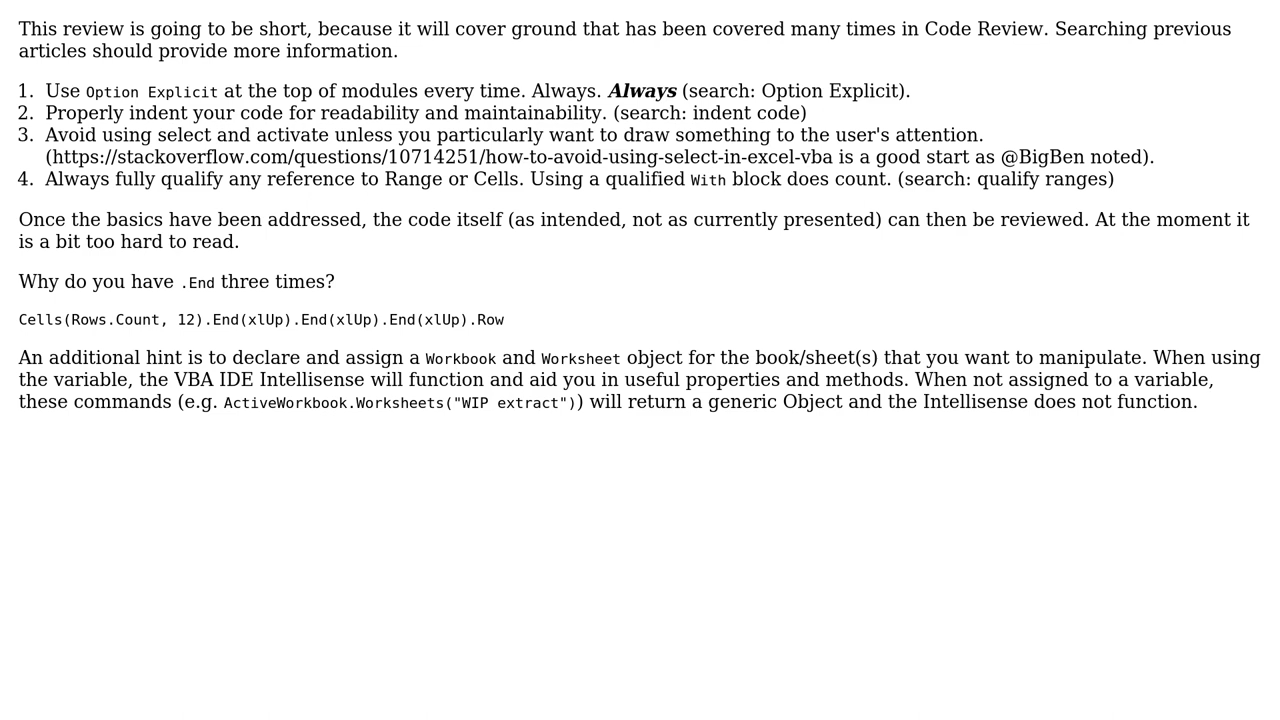 This review is going to be short, because it will cover ground that has been covered many times in Code Review. Searching previous
articles should provide more information.
1. Use Option Explicit at the top of modules every time. Always. Always (search: Option Explicit).
2. Properly indent your code for readability and maintainability. (search: indent code)
3. Avoid using select and activate unless you particularly want to draw something to the user's attention.
(https://stackoverflow.com/questions/10714251/how-to-avoid-using-select-in-excel-vba is a good start as @BigBen noted).
4. Always fully qualify any reference to Range or Cells. Using a qualified With block does count. (search: qualify ranges)
Once the basics have been addressed, the code itself (as intended, not as currently presented) can then be reviewed. At the moment it
is a bit too hard to read.
Why do you have .End three times?
Cells(Rows.Count, 12).End(xlUp).End(xlUp).End(xlUp).Row
An additional hint is to declare and assign a Workbook and Worksheet object for the book/sheet(s) that you want to manipulate. When using
the variable, the VBA IDE Intellisense will function and aid you in useful properties and methods. When not assigned to a variable,
these commands (e.g. ActiveWorkbook.Worksheets("WIP extract")) will return a generic Object and the Intellisense does not function.